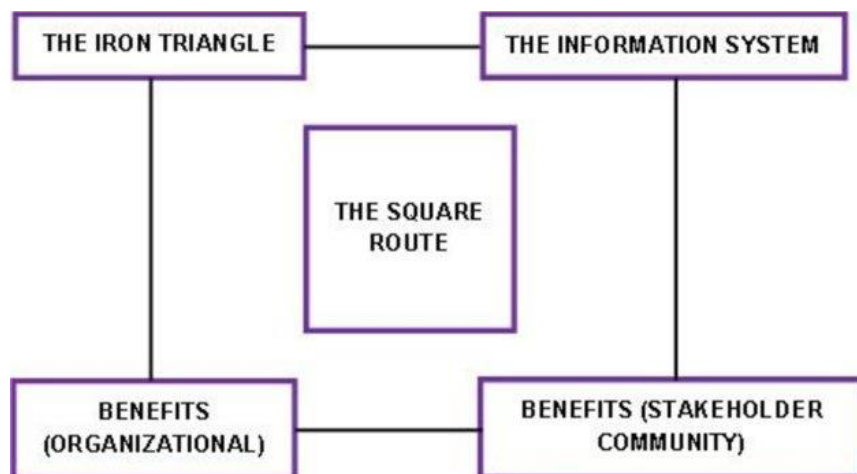 THE IRON TRIANGLE
THE INFORMATION SYSTEM
THE SQUARE
ROUTE
BENEFITS
(ORGANIZATIONAL)
BENEFITS (STAKEHOLDER
COMMUNITY)